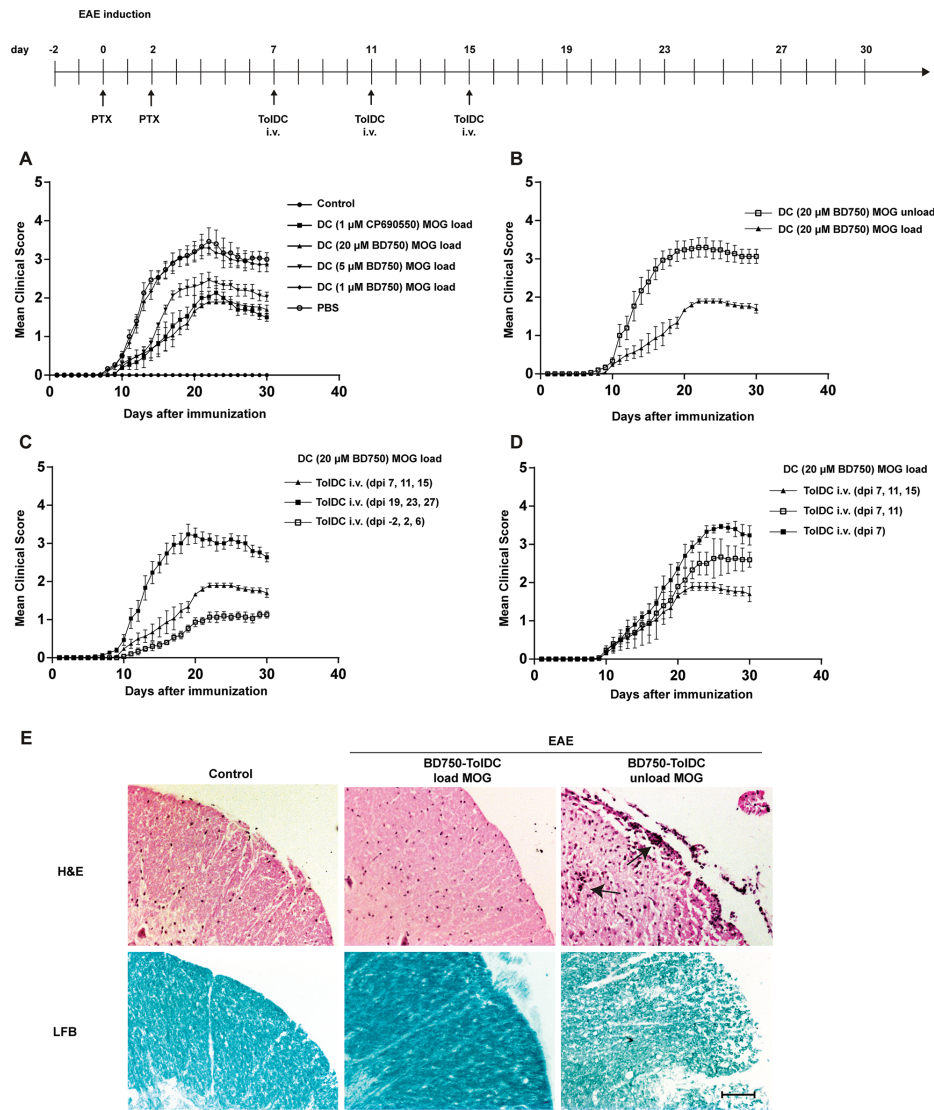 EAE induction
day
-2 0 2 7 11 15 19 23 27 30
PTX PTX TolDC TolDC TolDC
i.v. i.v. i.v.
A
5
4
3
2
1
0
Mean Clinical Score
0 10 20 30 40
Days after immunization
Control
DC (1 µM CP690550) MOG load
DC (20 µM BD750) MOG load
DC (5 µM BD750) MOG load
DC (1 µM BD750) MOG load
PBS
B
5
4
3
2
1
0
Mean Clinical Score
0 10 20 30 40
Days after immunization
DC (20 µM BD750) MOG unload
DC (20 µM BD750) MOG load
C
DC (20 µM BD750) MOG load
5
4
3
2
1
0
Mean Clinical Score
0 10 20 30 40
Days after immunization
TolDC i.v. (dpi 7, 11, 15)
TolDC i.v. (dpi 19, 23, 27)
TolDC i.v. (dpi -2, 2, 6)
D
DC (20 µM BD750) MOG load
5
4
3
2
1
0
Mean Clinical Score
0 10 20 30 40
Days after immunization
TolDC i.v. (dpi 7, 11, 15)
TolDC i.v. (dpi 7, 11)
TolDC i.v. (dpi 7)
E
EAE
Control
BD750-TolDC
load MOG
BD750-TolDC
unload MOG
H&E
LFB